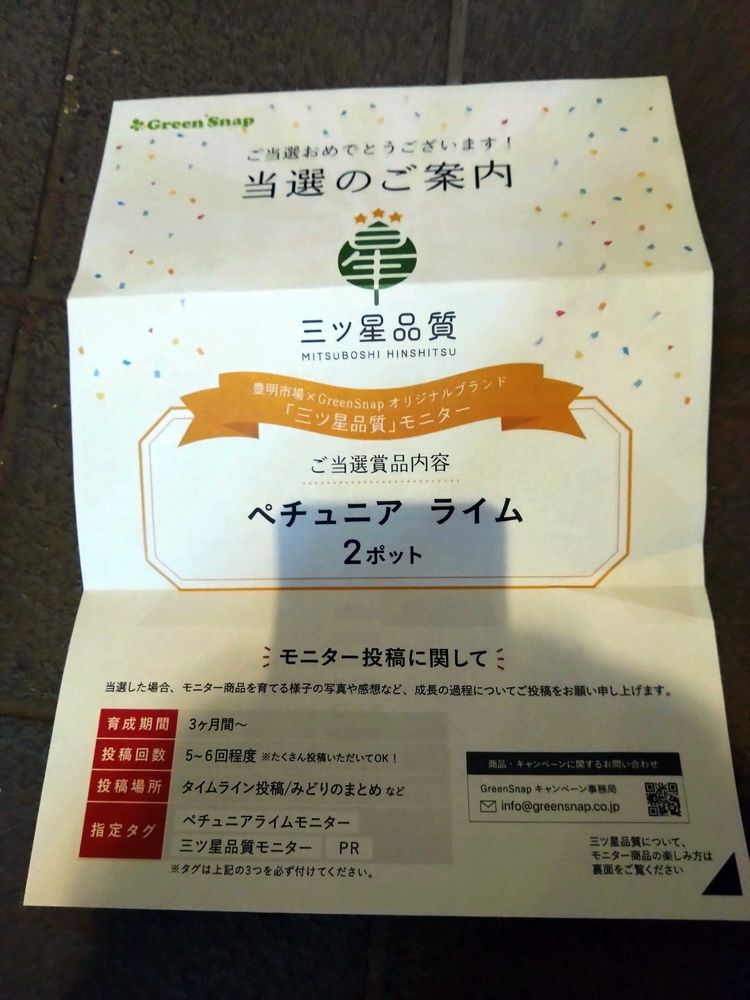 Green Snap
ご当選おめでとうございます！
当選のご案内
三ツ星品質
MITSUBOSHI HINSHITSU
豊明市場×GreenSnap オリジナルブランド
「三ツ星品質」モニター
ご当選賞品内容
ペチュニア ライム
2ポット
モニター投稿に関して
当選した場合、モニター商品を育てる様子の写真や感想など、成長の過程についてご投稿をお願い申し上げます。
育成期間 3ヶ月間〜
投稿回数 5~6回程度 ※たくさん投稿いただいてOK！
投稿場所 タイムライン投稿/みどりのまとめ など
指定タグ ペチュニアライムモニター
三ツ星品質モニター PR
※タグは上記の3つを必ず付けてください。
商品・キャンペーンに関するお問い合わせ
GreenSnap キャンペーン事務局
info@greensnap.co.jp
三ツ星品質について、
モニター商品の楽しみ方は
裏面をご覧ください